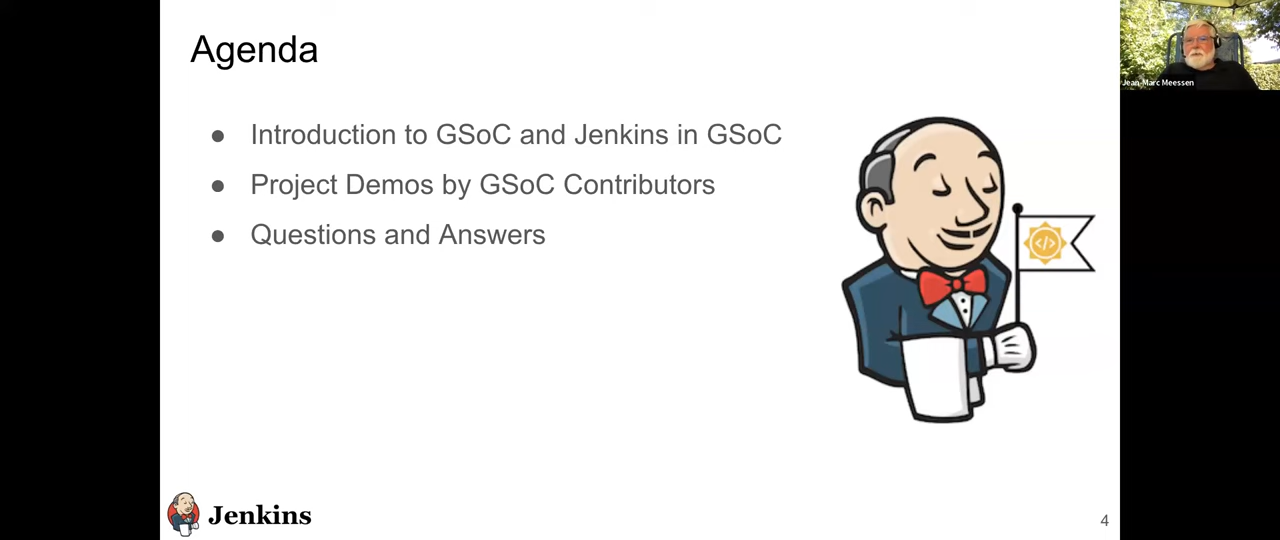 Agenda
Jean-Marc Meessen
● Introduction to GSoC and Jenkins in GSoC
● Project Demos by GSoC Contributors
● Questions and Answers
</>
Jenkins
4